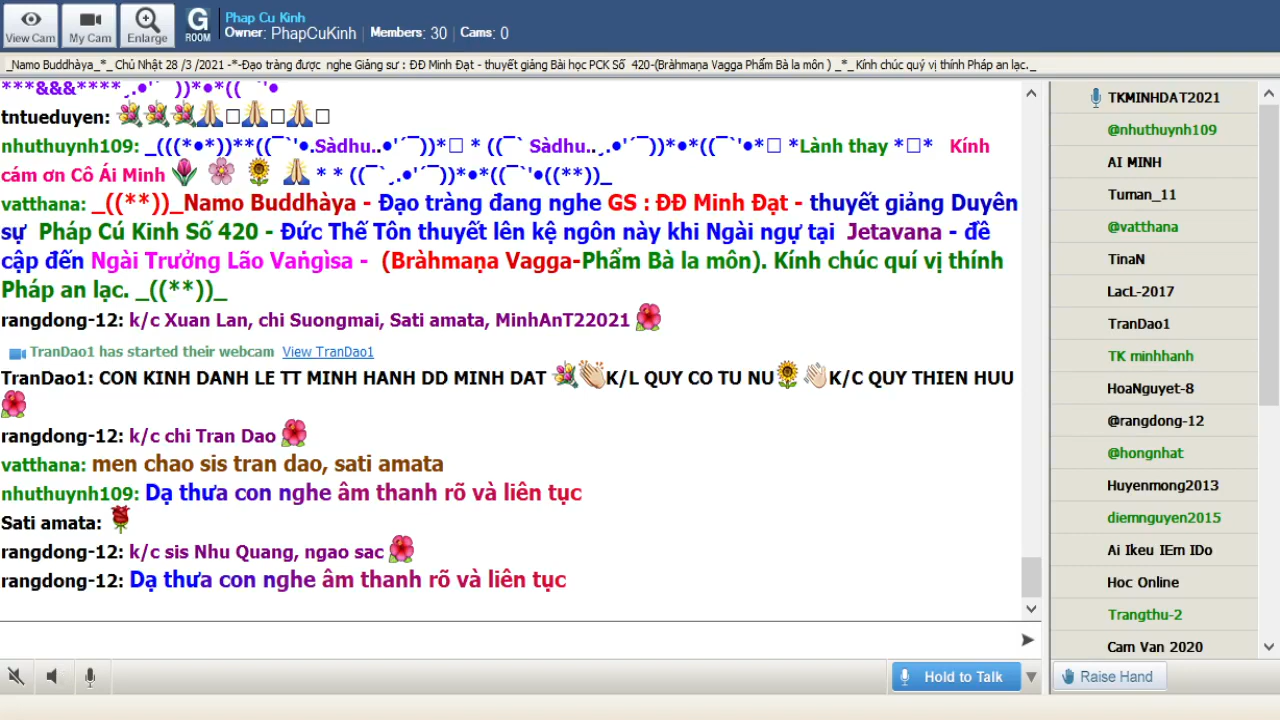 View Cam
My Cam
Enlarge
G
ROOM
Phap Cu Kinh
Owner: PhapCuKinh | Members: 30 | Cams: 0
_Namo Buddhàya_*_ Chủ Nhật 28 /3 /2021 -*-Đạo tràng được nghe Giảng sư : ĐĐ Minh Đạt - thuyết giảng Bài học PCK Số 420-(Bràhmaṇa Vagga Phẩm Bà la môn ) _*_ Kính chúc quý vị thính Pháp an lạc._
***&&&****¸.•'´¯))*•*((¯`'•
tntueduyen:
nhuthuynh109: _(((*•*))**((¯`'•.Sàdhu..•'´¯))*□ * ((¯` Sàdhu..¸.•'´¯))*•*((¯`'•*□ *Lành thay *□* Kính
cám ơn Cô Ái Minh * * ((¯`¸.•'´¯))*•*((¯`'•((**))_
vatthana: _((**))_Namo Buddhàya - Đạo tràng đang nghe GS : ĐĐ Minh Đạt - thuyết giảng Duyên
sự Pháp Cú Kinh Số 420 - Đức Thế Tôn thuyết lên kệ ngôn này khi Ngài ngự tại Jetavana - đề
cập đến Ngài Trưởng Lão Vaṅgìsa - (Bràhmaṇa Vagga-Phẩm Bà la môn). Kính chúc quí vị thính
Pháp an lạc. _((**))_
rangdong-12: k/c Xuan Lan, chi Suongmai, Sati amata, MinhAnT22021
TranDao1 has started their webcam View TranDao1
TranDao1: CON KINH DANH LE TT MINH HANH DD MINH DAT K/L QUY CO TU NU K/C QUY THIEN HUU
rangdong-12: k/c chi Tran Dao
vatthana: men chao sis tran dao, sati amata
nhuthuynh109: Dạ thưa con nghe âm thanh rõ và liên tục
Sati amata:
rangdong-12: k/c sis Nhu Quang, ngao sac
rangdong-12: Dạ thưa con nghe âm thanh rõ và liên tục
Hold to Talk
TKMINHDAT2021
@nhuthuynh109
AI MINH
Tuman_11
@vatthana
TinaN
LacL-2017
TranDao1
TK minhhanh
HoaNguyet-8
@rangdong-12
@hongnhat
Huyenmong2013
diemnguyen2015
Ai Ikeu IEm IDo
Hoc Online
Trangthu-2
Cam Van 2020
Raise Hand